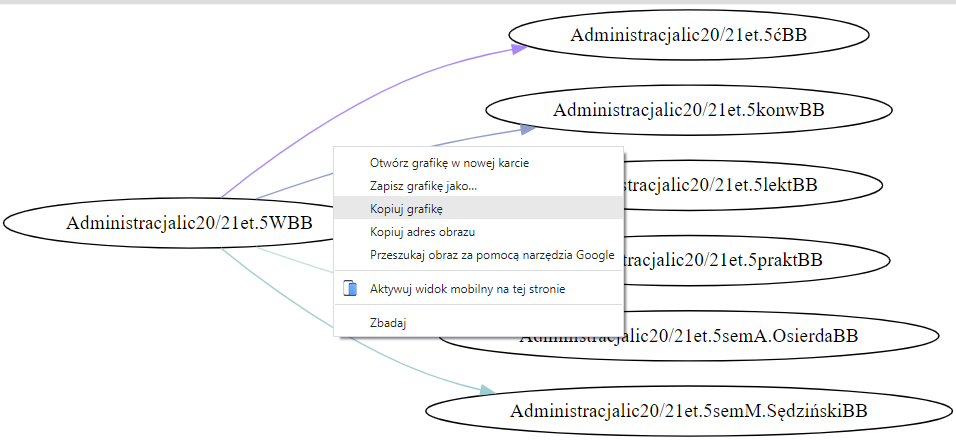 Administracjalic20/21et.5ćBB
Administracjalic20/21et.5konwBB
Otwórz grafikę w nowej karcie
Zapisz grafikę jako...
stracjalic20/21et.5lektBB
Kopiuj grafikę
Administracjalic20/21et.5WBB
Kopiuj adres obrazu
Przeszukaj obraz za pomocą narzędzia Google
stracjalic20/21et.5praktBB
Aktywuj widok mobilny na tej stronie
Zbadaj
Administracjalic20/21et.5semA.OsierdaBB
Administracjalic20/21et.5semM.SędzińskiBB